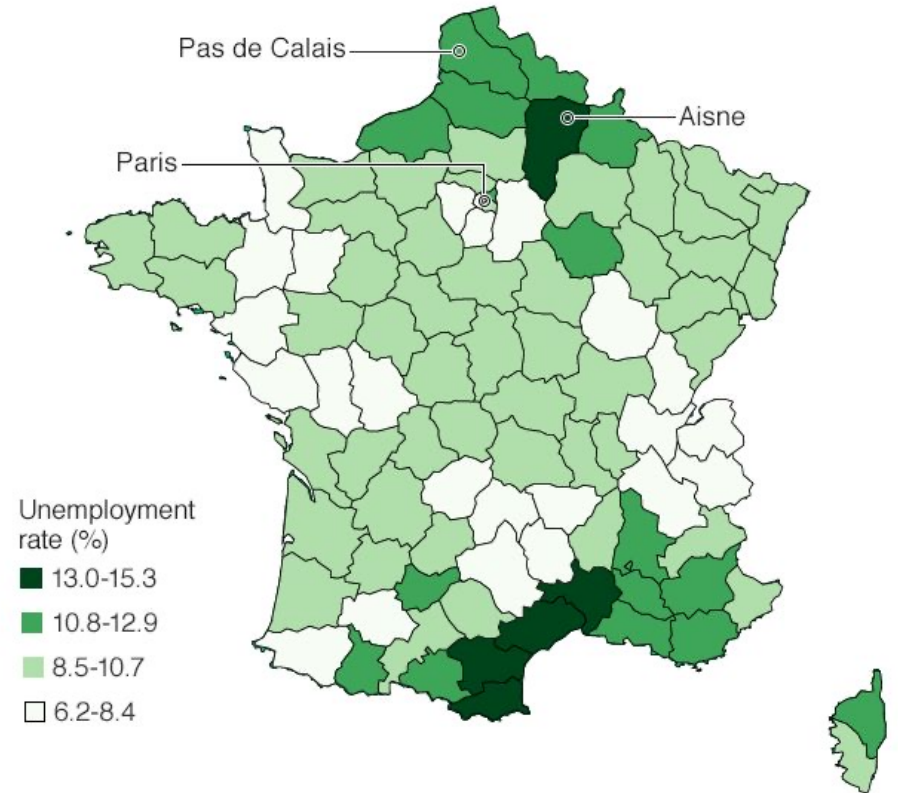 Pas de Calais
Aisne
Paris
Unemployment
rate (%)
13.0-15.3
10.8-12.9
8.5-10.7
6.2-8.4